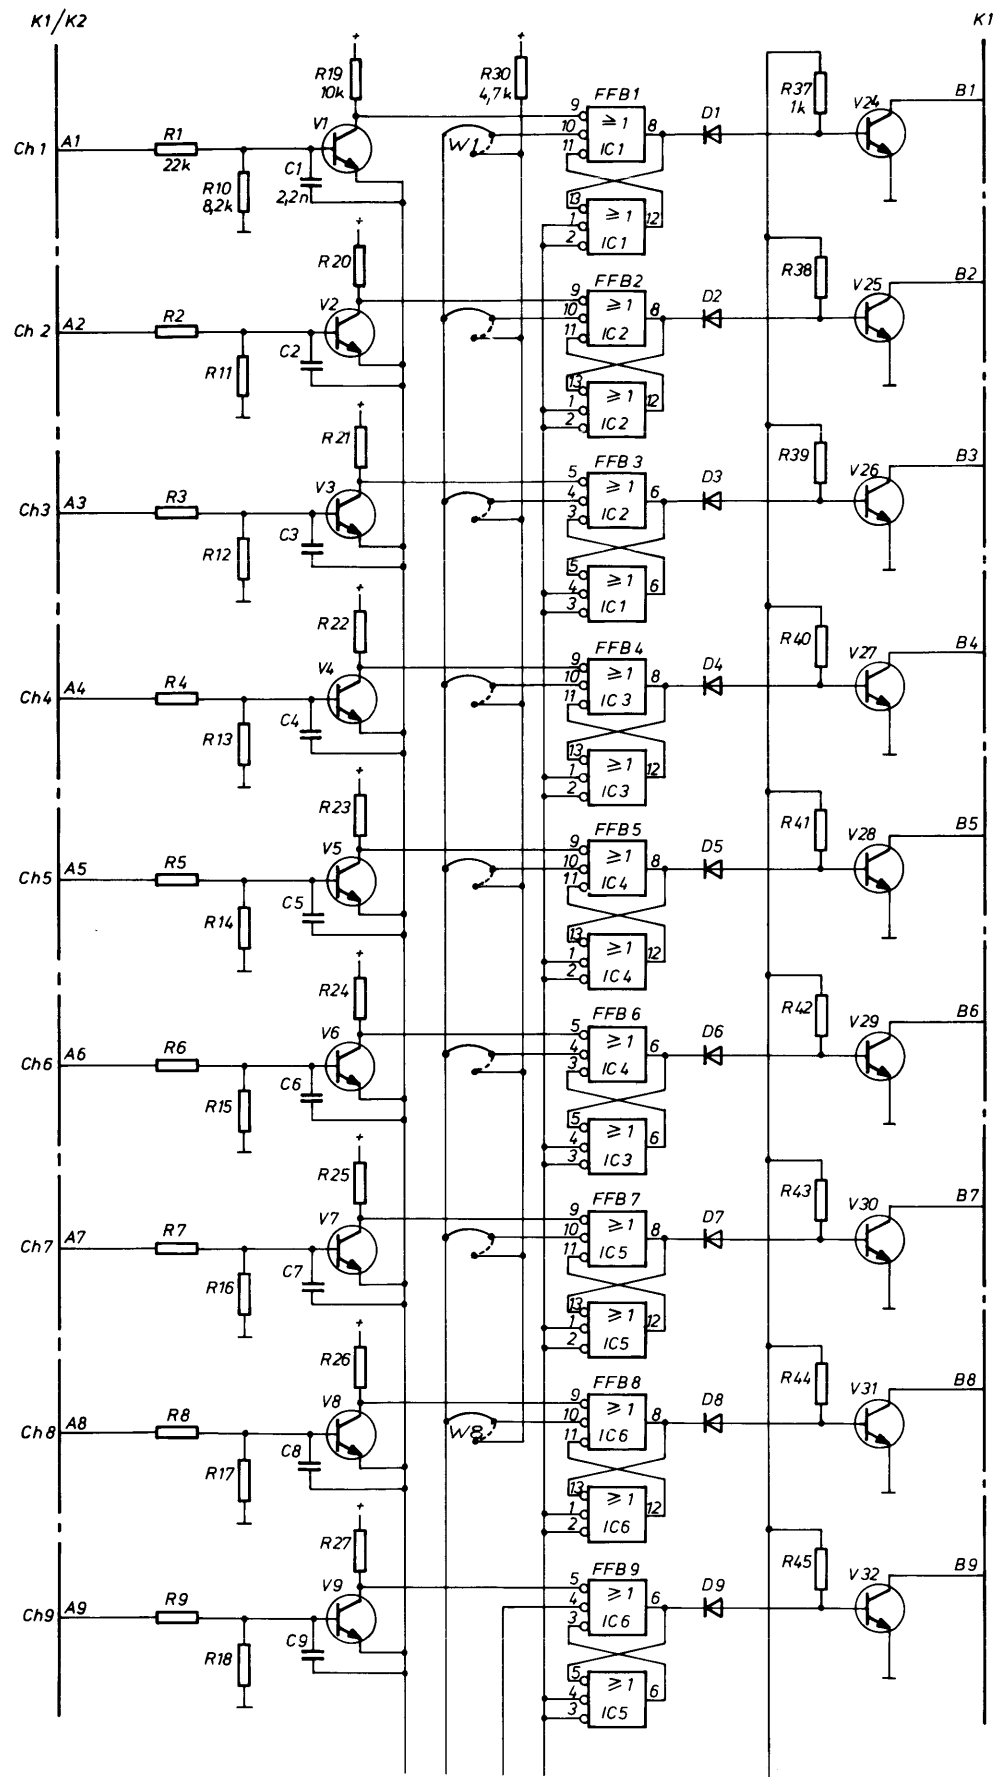 K1/K2
K1
+
+
R19
10k
R30
4,7k
FFB1
R37
1k
V24
B1
Ch1
A1
R1
22k
R10
8,2k
V1
C1
2,2n
W1
9
10
11
≥1
IC1
8
D1
13
1
2
≥1
IC1
12
+
R20
FFB2
R38
V25
B2
Ch2
A2
R2
R11
V2
C2
9
10
11
≥1
IC2
8
D2
13
1
2
≥1
IC2
12
+
R21
FFB3
R39
V26
B3
Ch3
A3
R3
R12
V3
C3
5
4
3
≥1
IC2
6
D3
5
4
3
≥1
IC1
6
+
R22
FFB4
R40
V27
B4
Ch4
A4
R4
R13
V4
C4
9
10
11
≥1
IC3
8
D4
13
1
2
≥1
IC3
12
+
R23
FFB5
R41
V28
B5
Ch5
A5
R5
R14
V5
C5
9
10
11
≥1
IC4
8
D5
13
1
2
≥1
IC4
12
+
R24
FFB6
R42
V29
B6
Ch6
A6
R6
R15
V6
C6
5
4
3
≥1
IC4
6
D6
5
4
3
≥1
IC3
6
+
R25
FFB7
R43
V30
B7
Ch7
A7
R7
R16
V7
C7
9
10
11
≥1
IC5
8
D7
13
1
2
≥1
IC5
12
+
R26
FFB8
R44
V31
B8
Ch8
A8
R8
R17
V8
C8
W8
9
10
11
≥1
IC6
8
D8
13
1
2
≥1
IC6
12
+
R27
FFB9
R45
V32
B9
Ch9
A9
R9
R18
V9
C9
5
4
3
≥1
IC6
6
D9
5
4
3
≥1
IC5
6